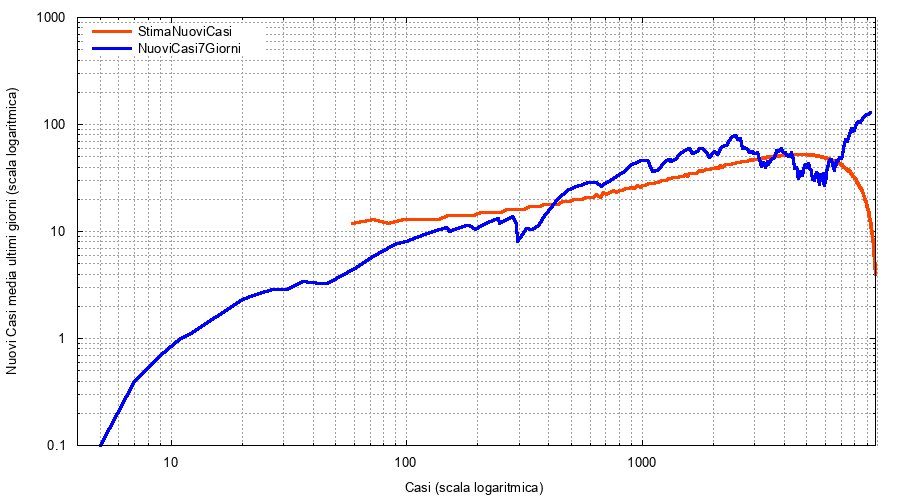 1000
StimaNuoviCasi
NuoviCasi7Giorni
100
10
1
0.1
Nuovi Casi media ultimi giorni (scala logaritmica)
10
100
1000
Casi (scala logaritmica)